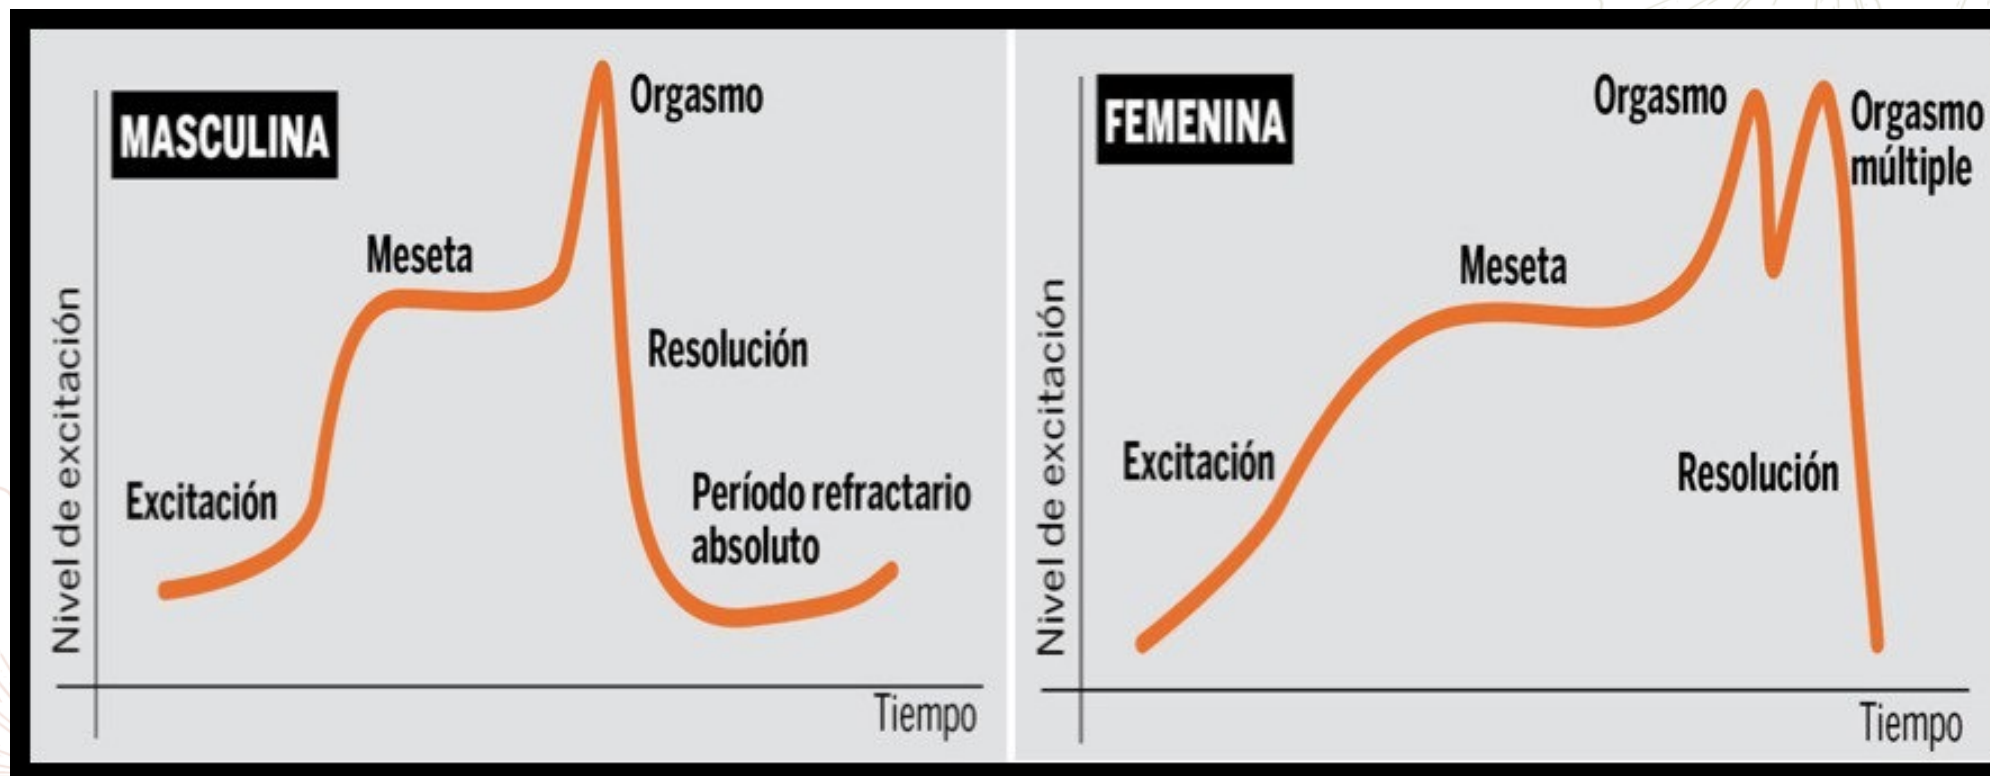 MASCULINA
Orgasmo
Meseta
Resolución
Excitación
Período refractario
absoluto
Nivel de excitación
Tiempo
FEMENINA
Orgasmo
Orgasmo
múltiple
Meseta
Excitación
Resolución
Nivel de excitación
Tiempo